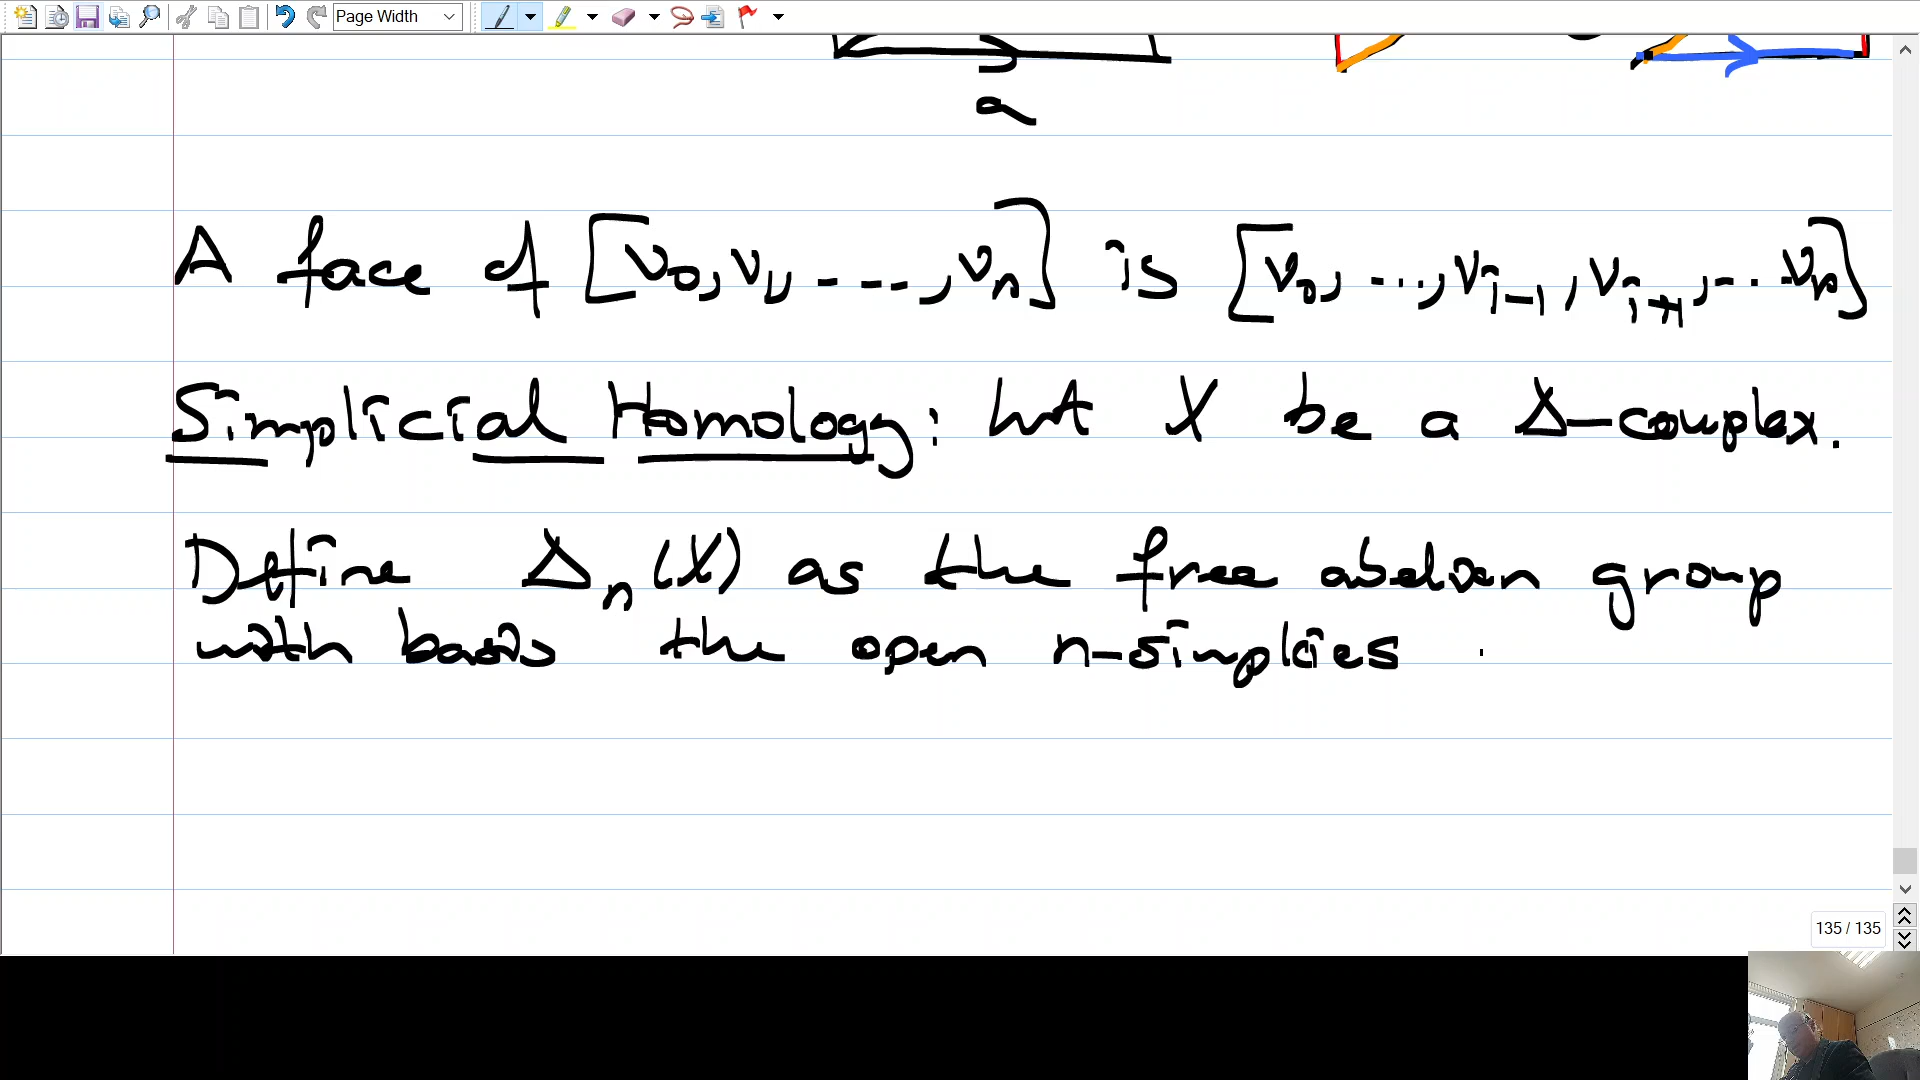 Page Width
a
A face of [v₀, v₁, ----, vₙ] is [v₀, ..., vᵢ₋₁, vᵢ₊₁, ... vₙ]
Simplicial Homology: let X be a Δ-complex.
Define Δₙ(X) as the free abelian group
with basis the open n-simplcies
135 / 135